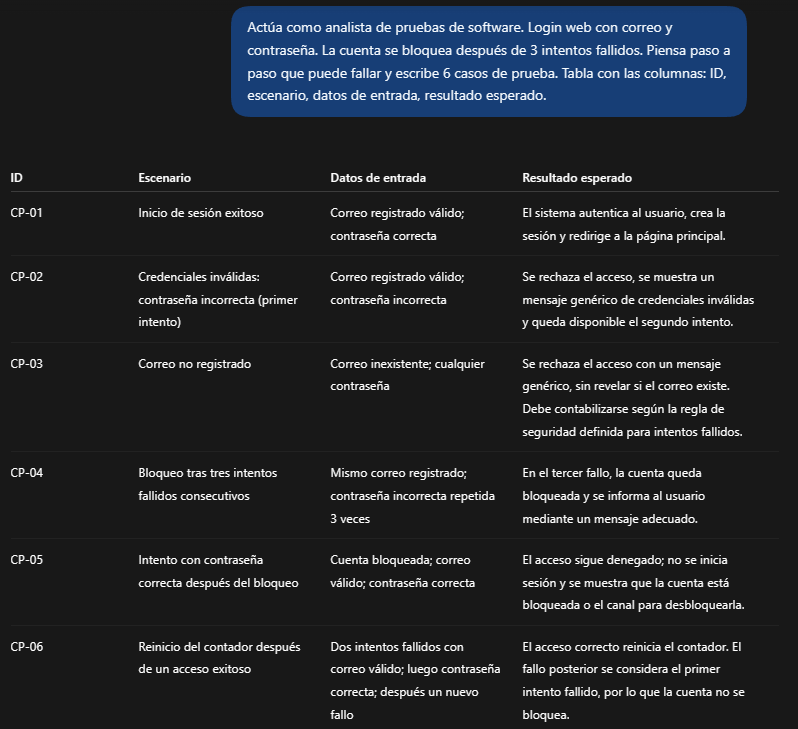 Actúa como analista de pruebas de software. Login web con correo y
contraseña. La cuenta se bloquea después de 3 intentos fallidos. Piensa paso a
paso que puede fallar y escribe 6 casos de prueba. Tabla con las columnas: ID,
escenario, datos de entrada, resultado esperado.
ID Escenario Datos de entrada Resultado esperado
CP-01 Inicio de sesión exitoso Correo registrado válido; El sistema autentica al usuario, crea la
contraseña correcta sesión y redirige a la página principal.
CP-02 Credenciales inválidas: Correo registrado válido; Se rechaza el acceso, se muestra un
contraseña incorrecta (primer contraseña incorrecta mensaje genérico de credenciales inválidas
intento) y queda disponible el segundo intento.
CP-03 Correo no registrado Correo inexistente; cualquier Se rechaza el acceso con un mensaje
contraseña genérico, sin revelar si el correo existe.
Debe contabilizarse según la regla de
seguridad definida para intentos fallidos.
CP-04 Bloqueo tras tres intentos Mismo correo registrado; En el tercer fallo, la cuenta queda
fallidos consecutivos contraseña incorrecta repetida bloqueada y se informa al usuario
3 veces mediante un mensaje adecuado.
CP-05 Intento con contraseña Cuenta bloqueada; correo El acceso sigue denegado; no se inicia
correcta después del bloqueo válido; contraseña correcta sesión y se muestra que la cuenta está
bloqueada o el canal para desbloquearla.
CP-06 Reinicio del contador después Dos intentos fallidos con El acceso correcto reinicia el contador. El
de un acceso exitoso correo válido; luego contraseña fallo posterior se considera el primer
correcta; después un nuevo intento fallido, por lo que la cuenta no se
fallo bloquea.